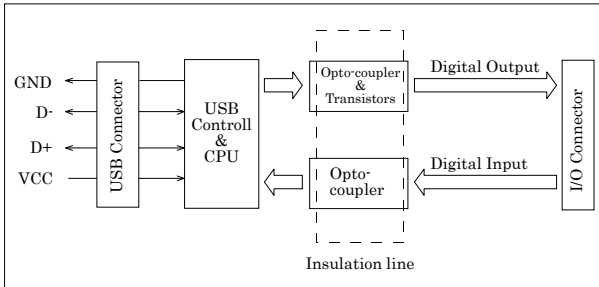 GND
D-
D+
VCC
USB Connector
USB
Controll
&
CPU
Opto-coupler
&
Transistors
Opto-
coupler
Insulation line
Digital Output
Digital Input
I/O Connector